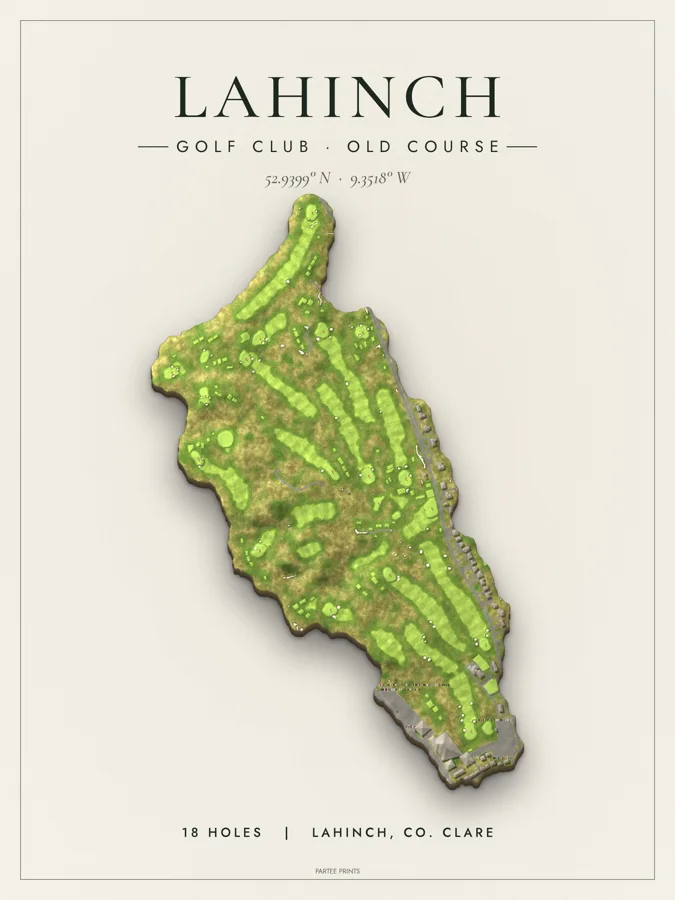 LAHINCH
GOLF CLUB · OLD COURSE
52.9399° N · 9.3518° W
18 HOLES | LAHINCH, CO. CLARE
PARTEE PRINTS